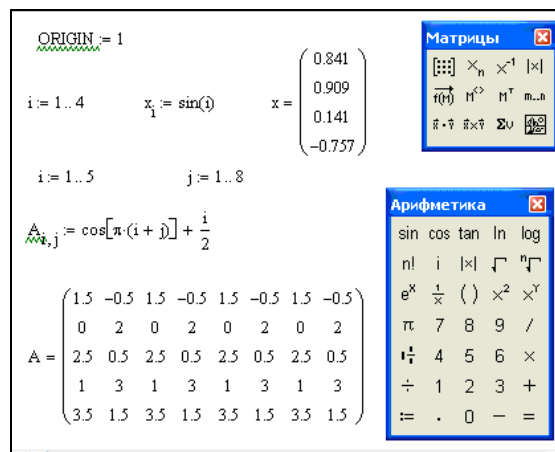 ORIGIN := 1
i := 1.. 4 x_i := sin(i) x = (0.841 0.909 0.141 −0.757)
i := 1.. 5 j := 1.. 8
A_i, j := cos[π·(i + j)] + i/2
A =
1.5 −0.5 1.5 −0.5 1.5 −0.5 1.5 −0.5
0 2 0 2 0 2 0 2
2.5 0.5 2.5 0.5 2.5 0.5 2.5 0.5
1 3 1 3 1 3 1 3
3.5 1.5 3.5 1.5 3.5 1.5 3.5 1.5
Матрицы
[⋮⋮⋮] ×n ×⁻¹ |×|
f(M) M<> Mᵀ m..n
Σν
Арифметика
sin cos tan ln log
n! i |×| √ ⁿ√
eˣ 1/x ( ) ×² ×ʸ
π 7 8 9 /
4 5 6 ×
÷ 1 2 3 +
:= . 0 − =